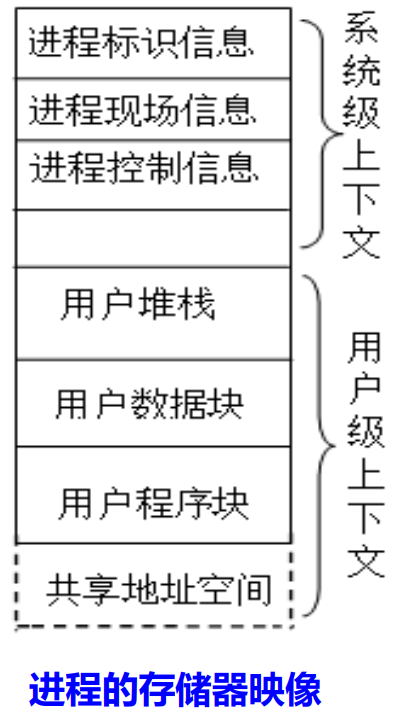 进程标识信息
进程现场信息
进程控制信息
系统级上下文
用户堆栈
用户数据块
用户程序块
共享地址空间
用户级上下文
进程的存储器映像